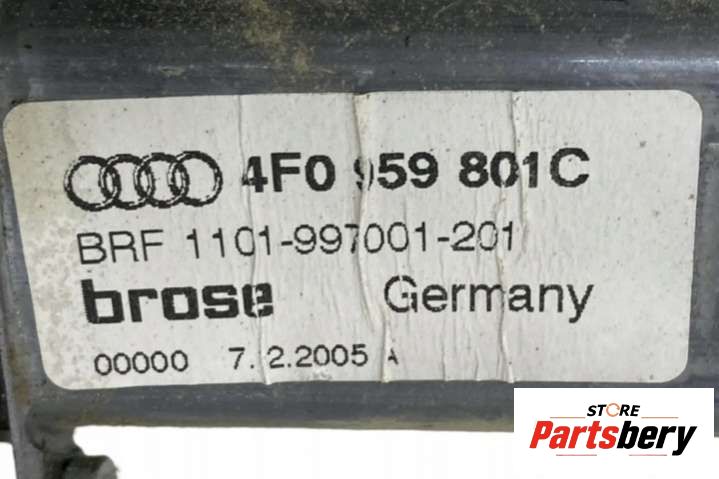 4F0 959 801C
BRF 1101-997001-201
brose Germany
00000 7.2.2005 A
STORE
Partsbery